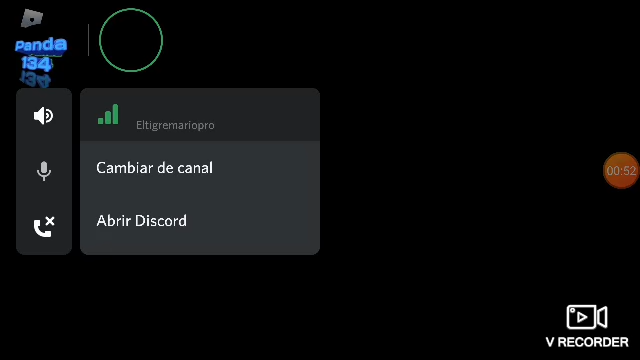 Panda
134
Eltigremariopro
Cambiar de canal
Abrir Discord
00:52
V RECORDER